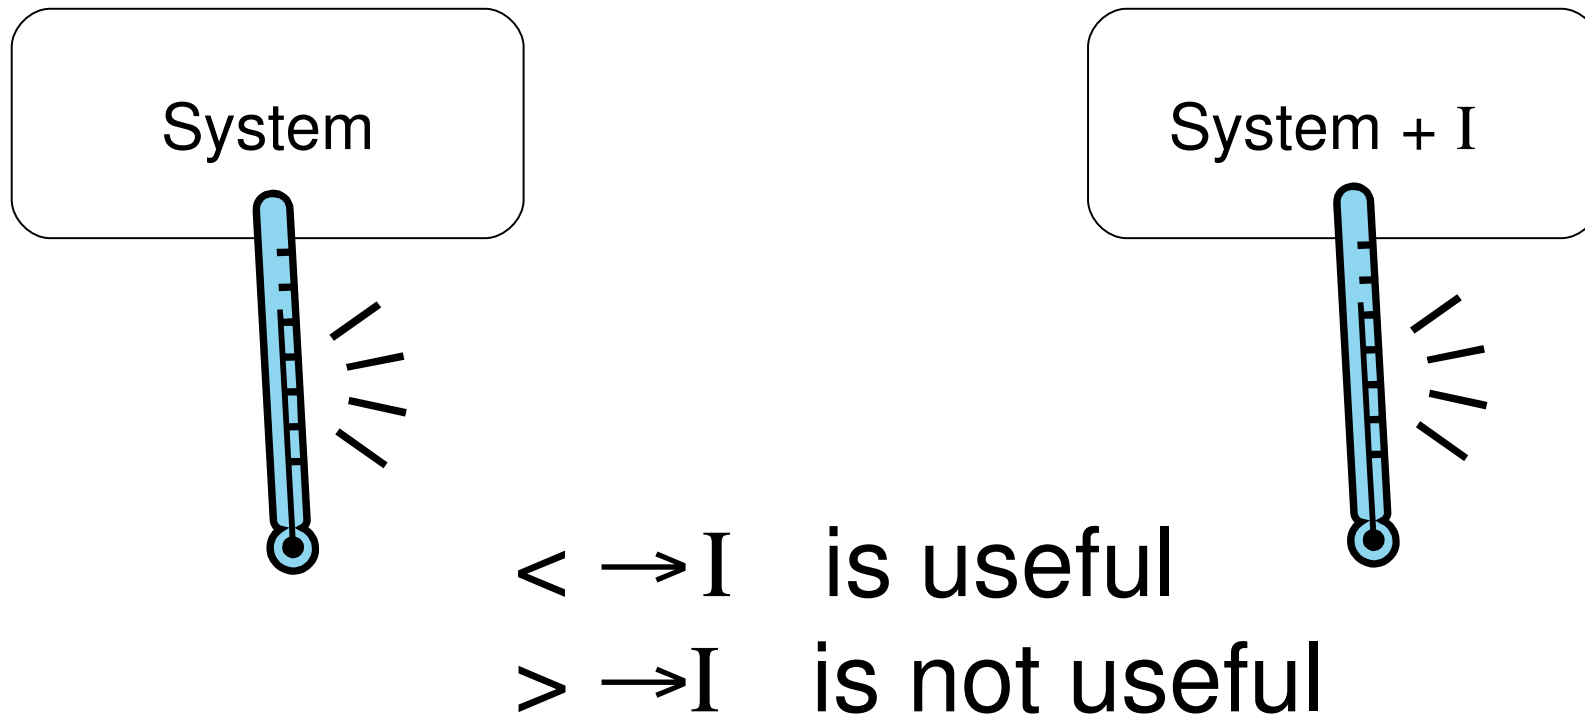 System
System + I
< → I is useful
> → I is not useful